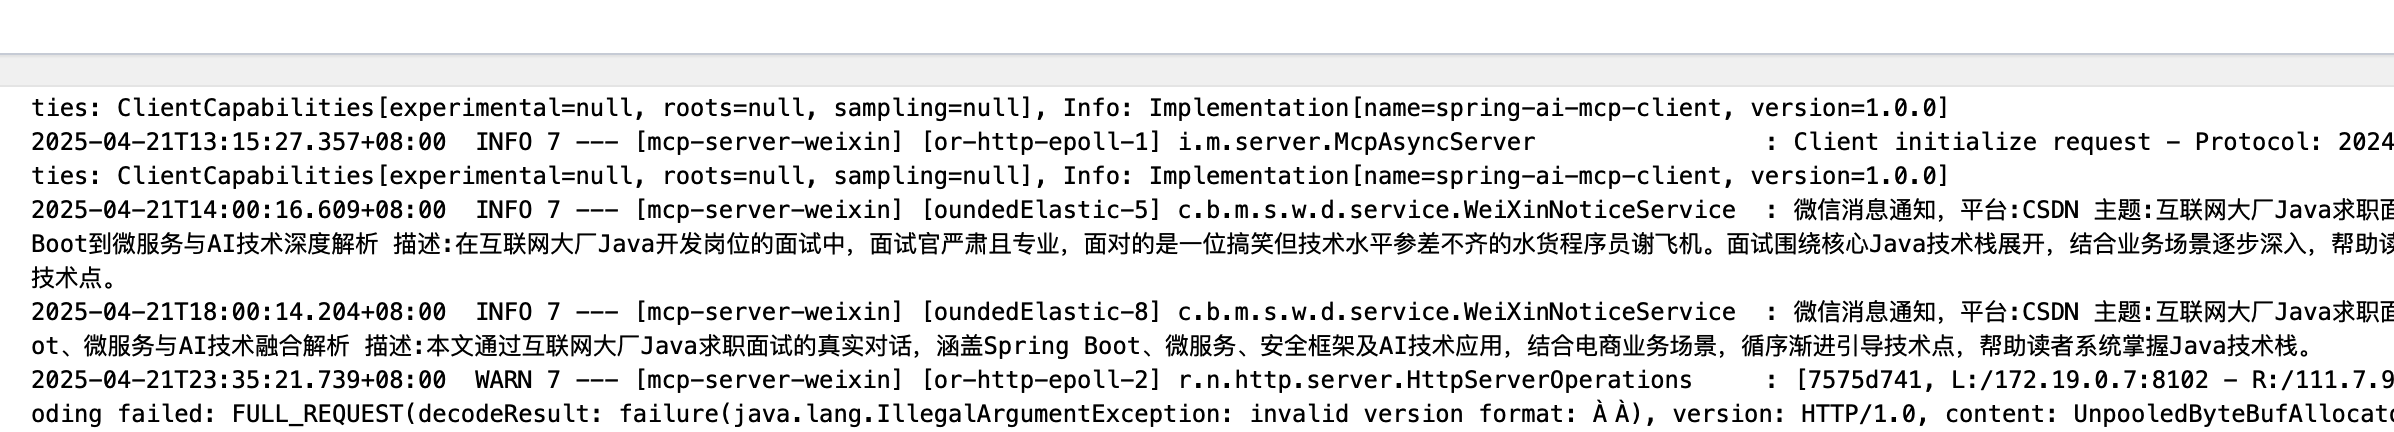 ties: ClientCapabilities[experimental=null, roots=null, sampling=null], Info: Implementation[name=spring-ai-mcp-client, version=1.0.0]
2025-04-21T13:15:27.357+08:00  INFO 7 --- [mcp-server-weixin] [or-http-epoll-1] i.m.server.McpAsyncServer                : Client initialize request - Protocol: 2024
ties: ClientCapabilities[experimental=null, roots=null, sampling=null], Info: Implementation[name=spring-ai-mcp-client, version=1.0.0]
2025-04-21T14:00:16.609+08:00  INFO 7 --- [mcp-server-weixin] [oundedElastic-5] c.b.m.s.w.d.service.WeiXinNoticeService  : 微信消息通知，平台:CSDN 主题:互联网大厂Java求职面
Boot到微服务与AI技术深度解析 描述:在互联网大厂Java开发岗位的面试中，面试官严肃且专业，面对的是一位搞笑但技术水平参差不齐的水货程序员谢飞机。面试围绕核心Java技术栈展开，结合业务场景逐步深入，帮助读
技术点。
2025-04-21T18:00:14.204+08:00  INFO 7 --- [mcp-server-weixin] [oundedElastic-8] c.b.m.s.w.d.service.WeiXinNoticeService  : 微信消息通知，平台:CSDN 主题:互联网大厂Java求职面
ot、微服务与AI技术融合解析 描述:本文通过互联网大厂Java求职面试的真实对话，涵盖Spring Boot、微服务、安全框架及AI技术应用，结合电商业务场景，循序渐进引导技术点，帮助读者系统掌握Java技术栈。
2025-04-21T23:35:21.739+08:00  WARN 7 --- [mcp-server-weixin] [or-http-epoll-2] r.n.http.server.HttpServerOperations     : [7575d741, L:/172.19.0.7:8102 - R:/111.7.9
oding failed: FULL_REQUEST(decodeResult: failure(java.lang.IllegalArgumentException: invalid version format: À À), version: HTTP/1.0, content: UnpooledByteBufAllocato